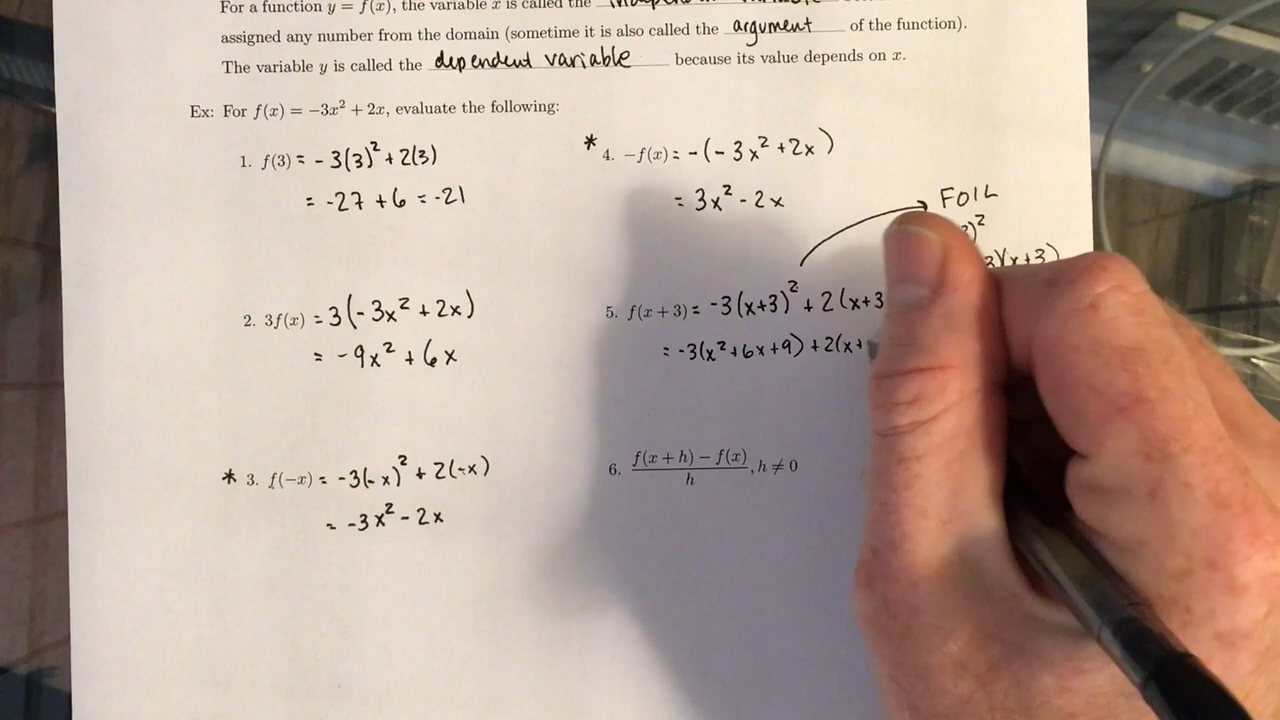 For a function y = f(x), the variable x is called the
assigned any number from the domain (sometime it is also called the argument of the function).
The variable y is called the dependent variable because its value depends on x.
Ex: For f(x) = −3x² + 2x, evaluate the following:
1. f(3) = -3(3)² + 2(3)
= -27 + 6 = -21
2. 3f(x) = 3(-3x² + 2x)
= -9x² + 6x
* 3. f(−x) = -3(-x)² + 2(-x)
= -3x² - 2x
* 4. −f(x) = -(-3x² + 2x)
= 3x² - 2x
FOIL
)²
)(x+3)
5. f(x + 3) = -3(x+3)² + 2(x+3
= -3(x² + 6x + 9) + 2(x+
6. f(x + h) − f(x) / h , h ≠ 0